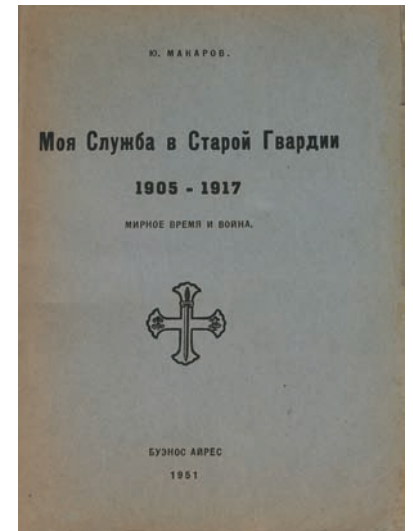 Ю. МАКАРОВ.
Моя Служба в Старой Гвардии
1905 - 1917
МИРНОЕ ВРЕМЯ И ВОЙНА.
БУЭНОС АЙРЕС
1951